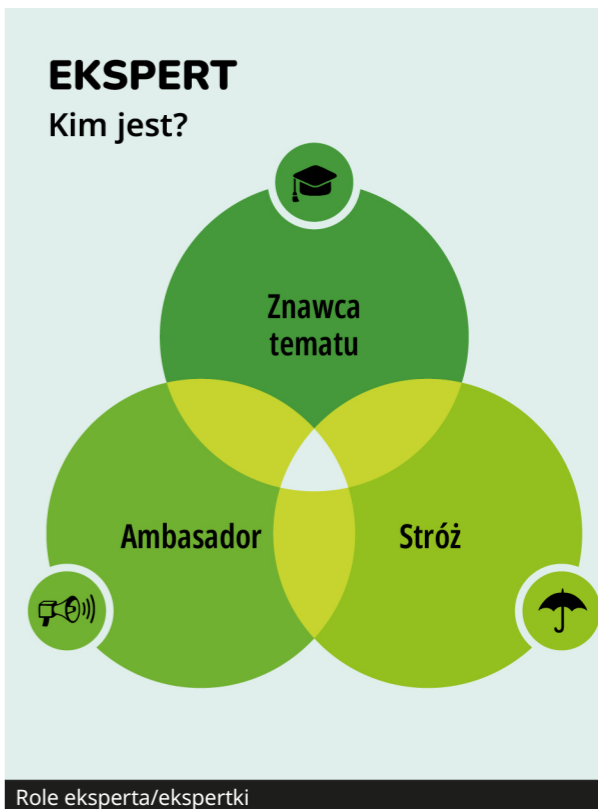 EKSPERT
Kim jest?
Znawca
tematu
Ambasador
Stróż
Role eksperta/ekspertki